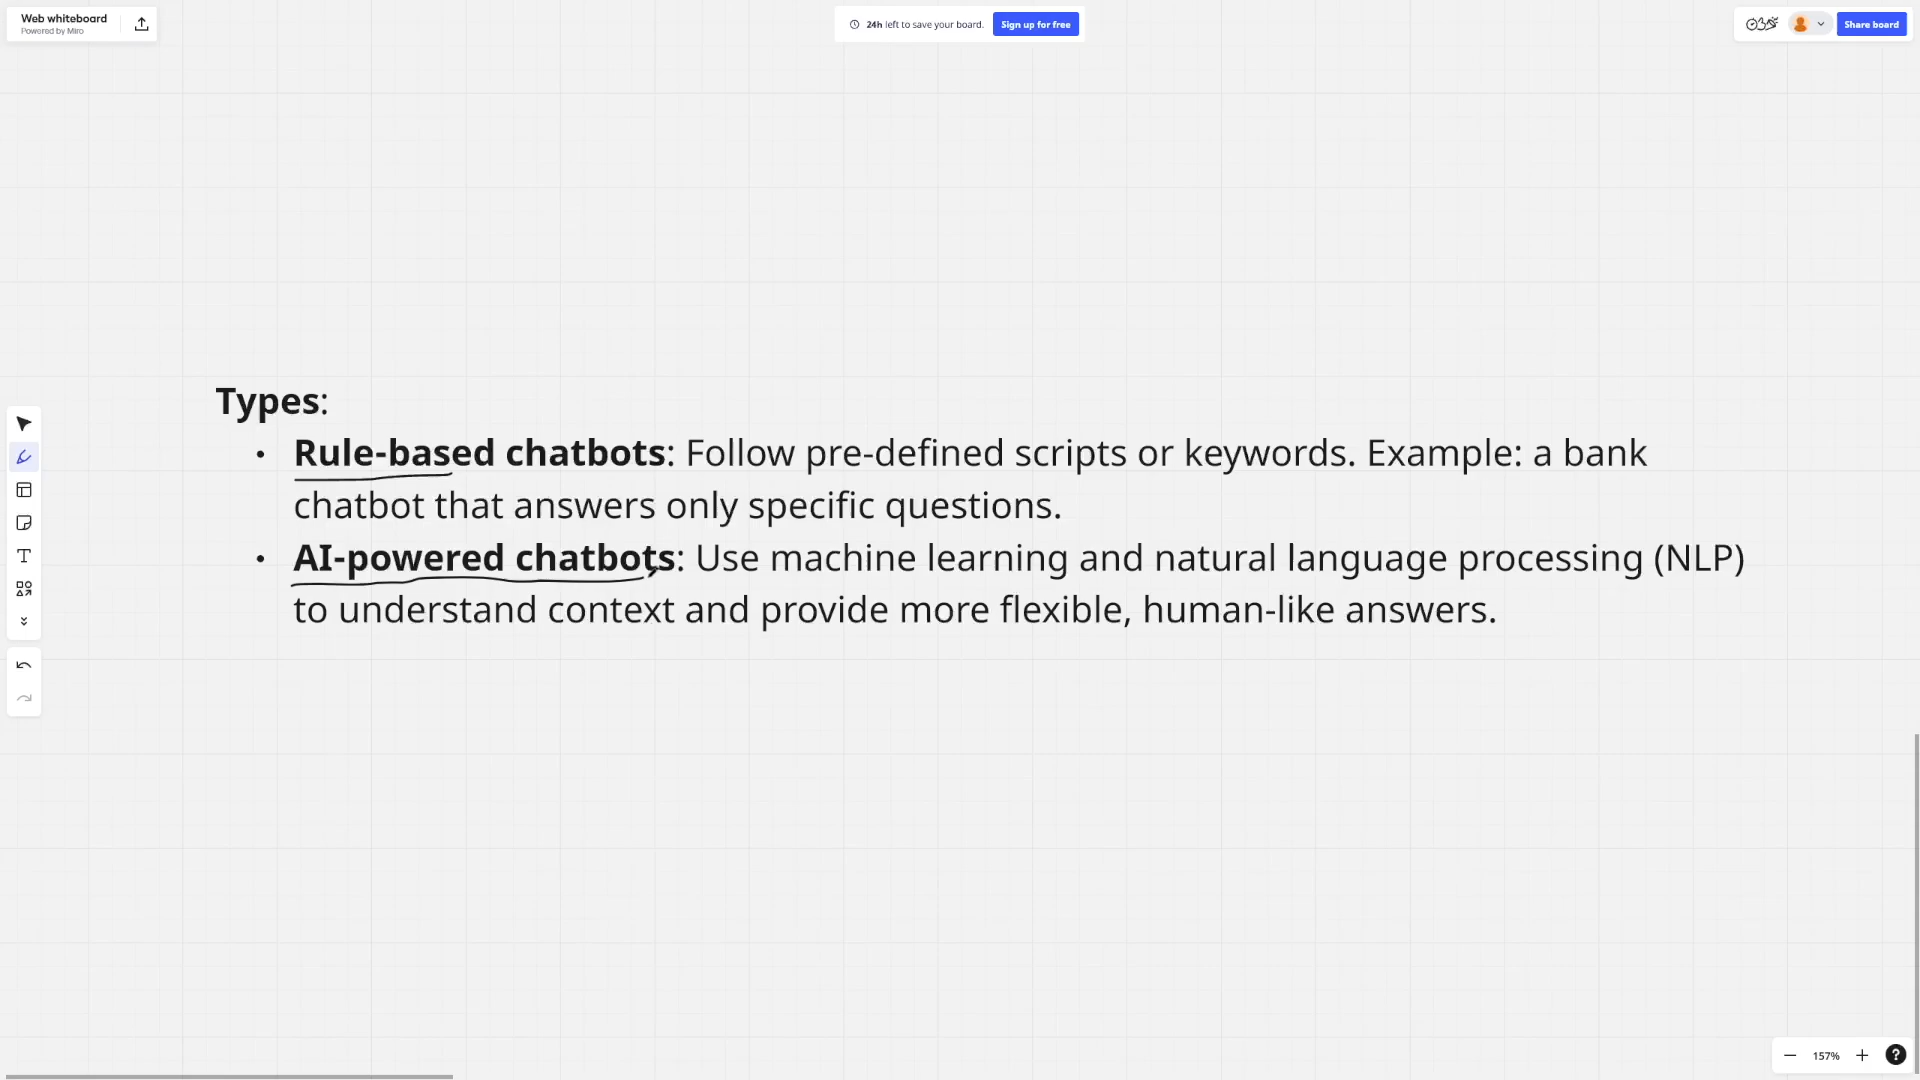 Web whiteboard
Powered by Miro
24h left to save your board.
Sign up for free
Share board
Types:
• Rule-based chatbots: Follow pre-defined scripts or keywords. Example: a bank
chatbot that answers only specific questions.
• AI-powered chatbots: Use machine learning and natural language processing (NLP)
to understand context and provide more flexible, human-like answers.
157%